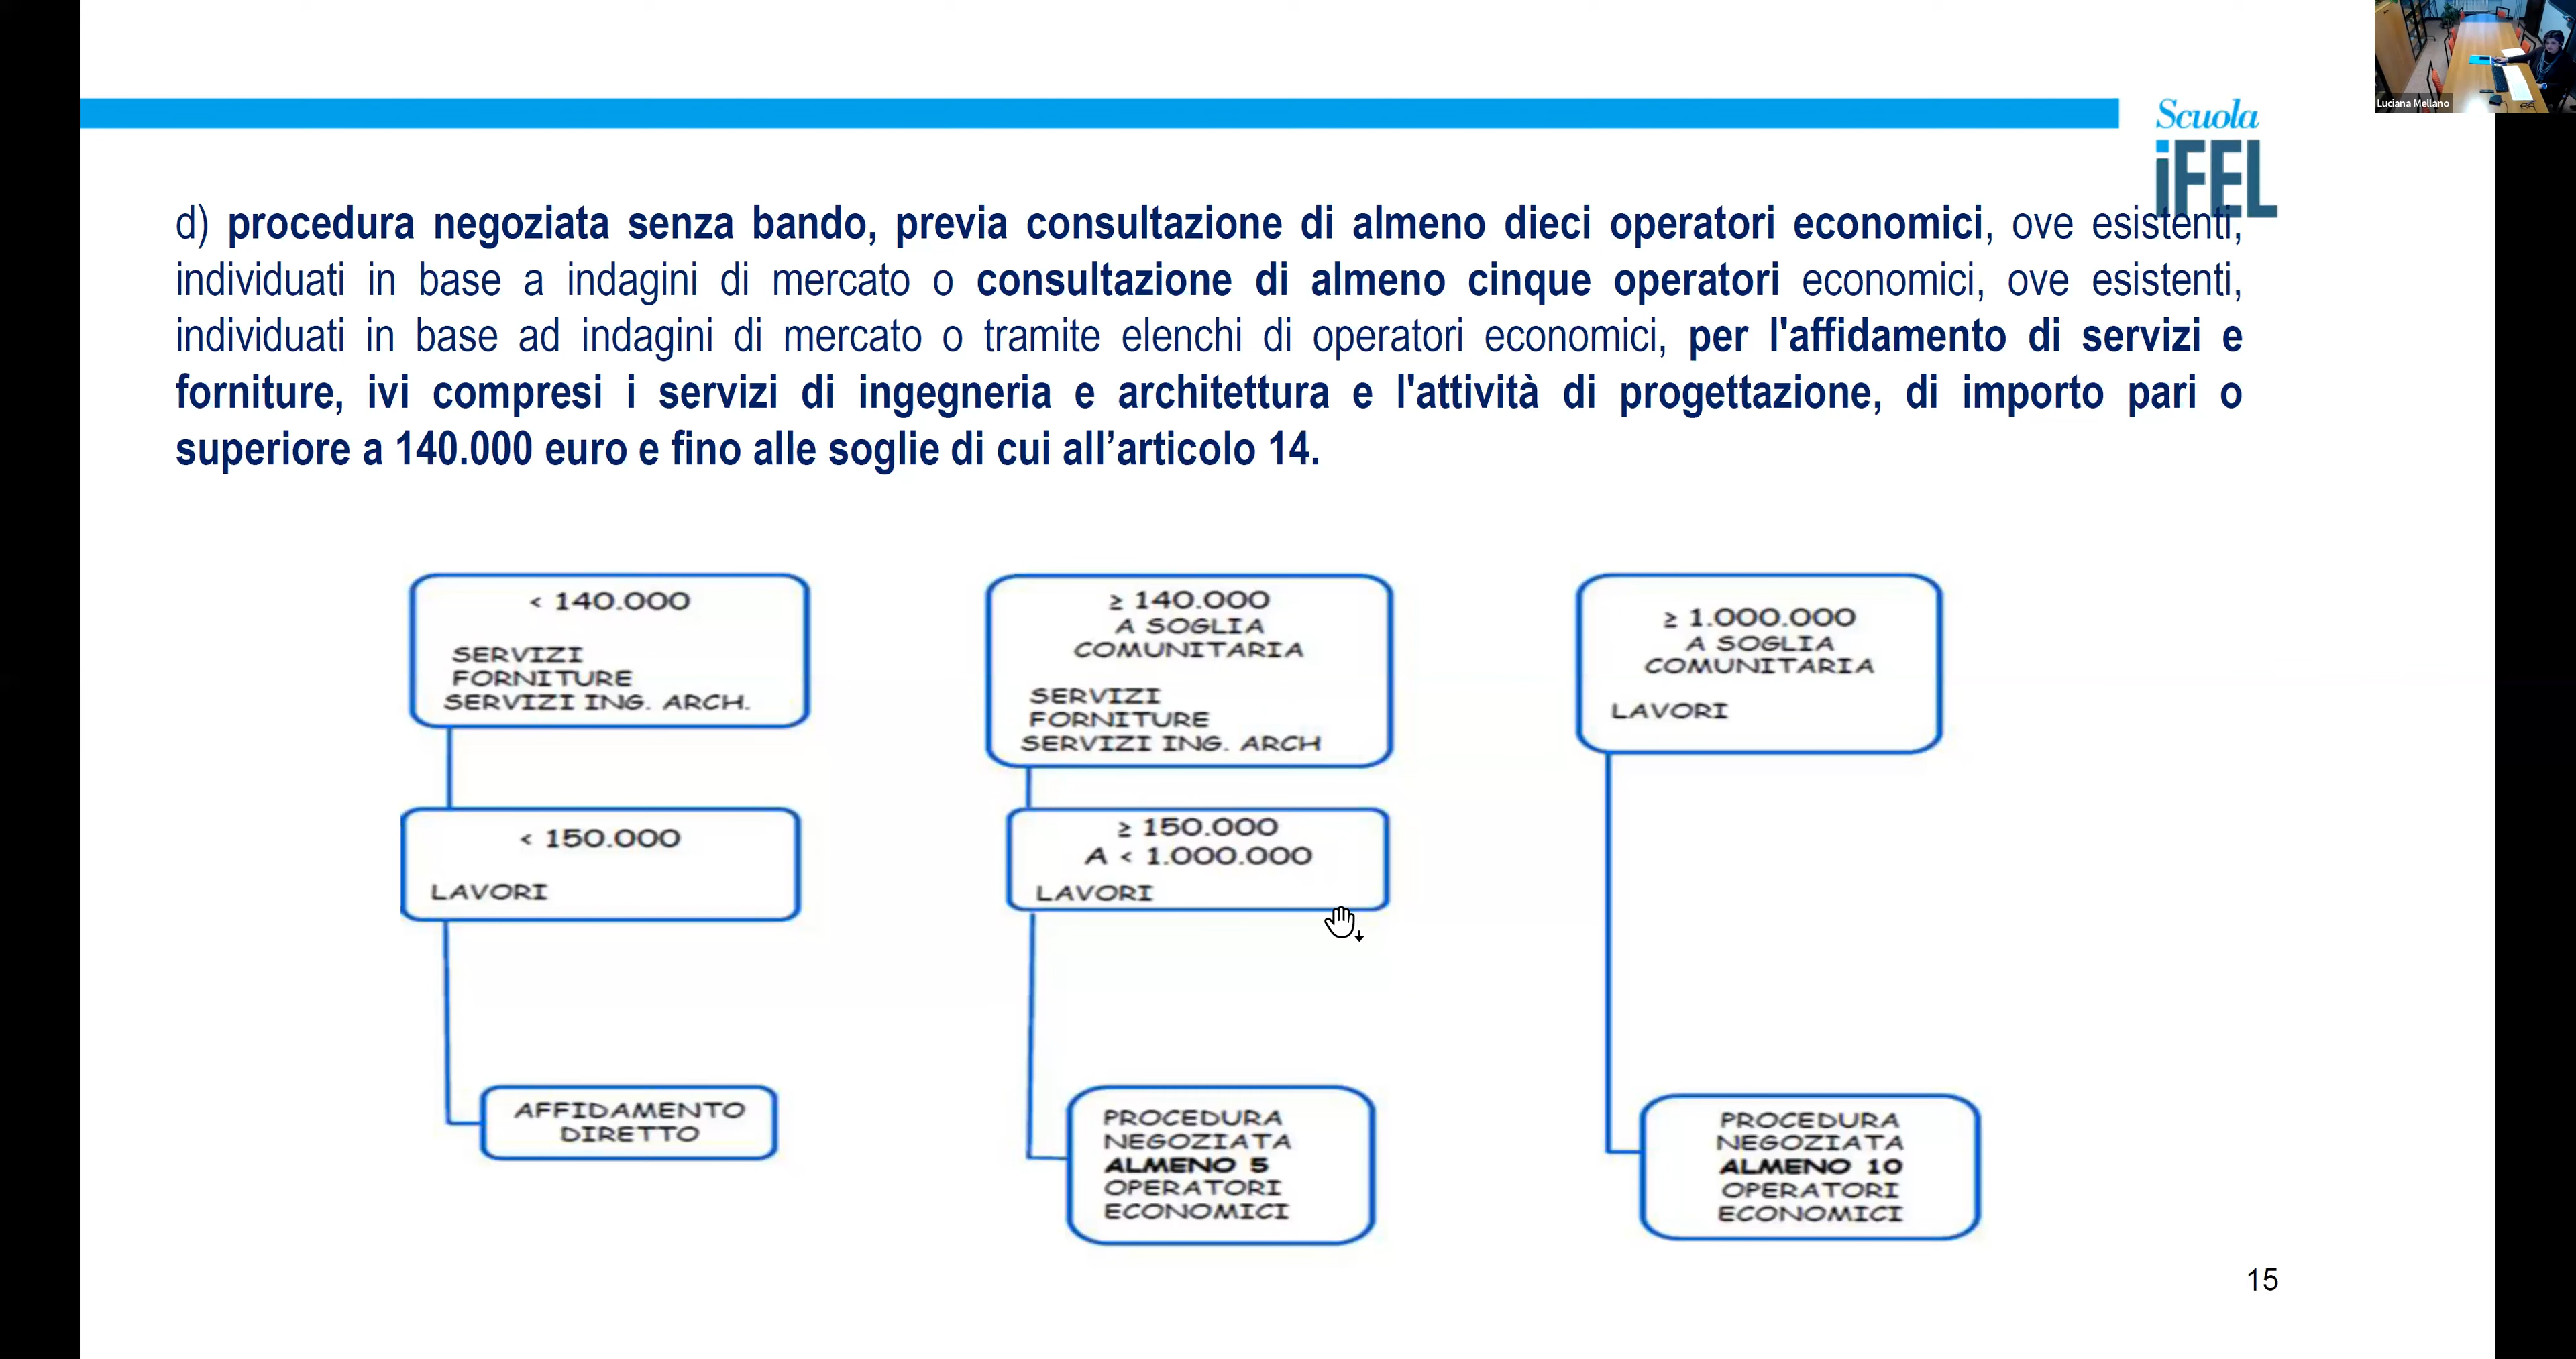 Luciana Mellano
Scuola
iFEL
d) procedura negoziata senza bando, previa consultazione di almeno dieci operatori economici, ove esistenti,
individuati in base a indagini di mercato o consultazione di almeno cinque operatori economici, ove esistenti,
individuati in base ad indagini di mercato o tramite elenchi di operatori economici, per l'affidamento di servizi e
forniture, ivi compresi i servizi di ingegneria e architettura e l'attività di progettazione, di importo pari o
superiore a 140.000 euro e fino alle soglie di cui all’articolo 14.
< 140.000
SERVIZI
FORNITURE
SERVIZI ING. ARCH.
< 150.000
LAVORI
AFFIDAMENTO
DIRETTO
≥ 140.000
A SOGLIA
COMUNITARIA
SERVIZI
FORNITURE
SERVIZI ING. ARCH
≥ 150.000
A < 1.000.000
LAVORI
PROCEDURA
NEGOZIATA
ALMENO 5
OPERATORI
ECONOMICI
≥ 1.000.000
A SOGLIA
COMUNITARIA
LAVORI
PROCEDURA
NEGOZIATA
ALMENO 10
OPERATORI
ECONOMICI
15